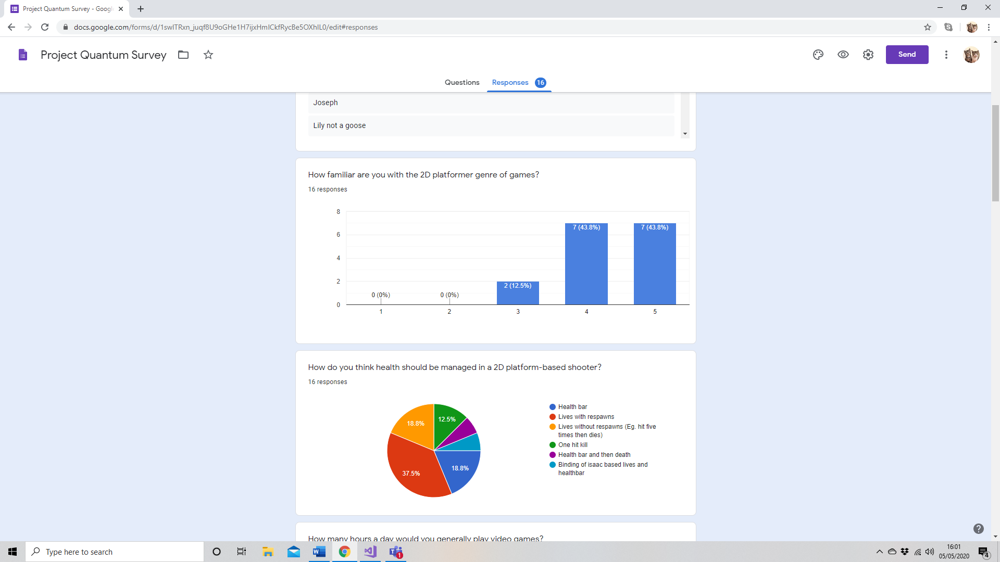 Project Quantum Survey - Googl
docs.google.com/forms/d/1swITRxn_juqf8U9oGHe1H7ijxHmICkfRycBe5OXhIL0/edit#responses
Project Quantum Survey
Send
Questions
Responses 16
Joseph
Lily not a goose
How familiar are you with the 2D platformer genre of games?
16 responses
8
6
4
2
0
0 (0%)
0 (0%)
2 (12.5%)
7 (43.8%)
7 (43.8%)
1
2
3
4
5
How do you think health should be managed in a 2D platform-based shooter?
16 responses
12.5%
18.8%
37.5%
18.8%
Health bar
Lives with respawns
Lives without respawns (Eg. hit five
times then dies)
One hit kill
Health bar and then death
Binding of isaac based lives and
healthbar
How many hours a day would you generally play video games?
Type here to search
W
1
16:01
05/05/2020
4